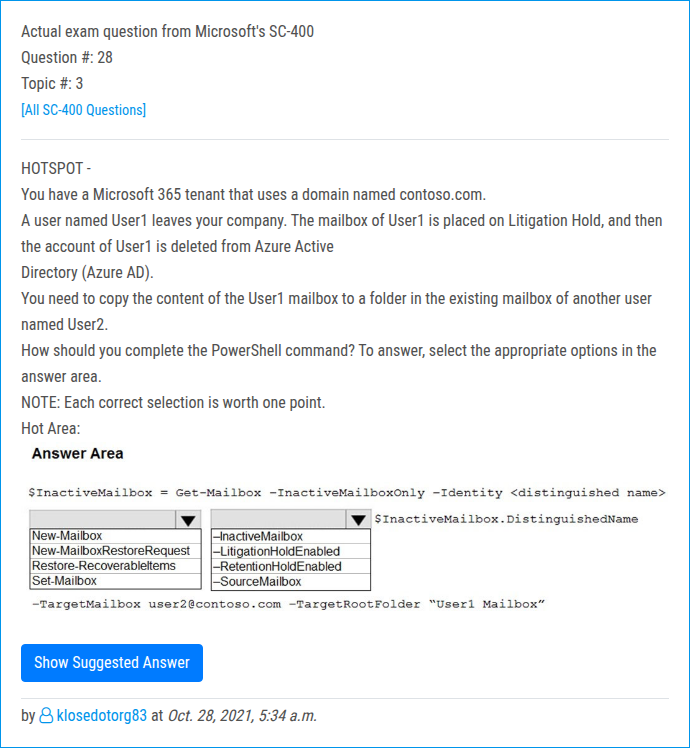 Actual exam question from Microsoft's SC-400
Question #: 28
Topic #: 3
[All SC-400 Questions]
HOTSPOT -
You have a Microsoft 365 tenant that uses a domain named contoso.com.
A user named User1 leaves your company. The mailbox of User1 is placed on Litigation Hold, and then
the account of User1 is deleted from Azure Active
Directory (Azure AD).
You need to copy the content of the User1 mailbox to a folder in the existing mailbox of another user
named User2.
How should you complete the PowerShell command? To answer, select the appropriate options in the
answer area.
NOTE: Each correct selection is worth one point.
Hot Area:
Answer Area
$InactiveMailbox = Get-Mailbox –InactiveMailboxOnly –Identity <distinguished name>
$InactiveMailbox.DistinguishedName
New-Mailbox
New-MailboxRestoreRequest
Restore-RecoverableItems
Set-Mailbox
–InactiveMailbox
–LitigationHoldEnabled
–RetentionHoldEnabled
–SourceMailbox
–TargetMailbox user2@contoso.com –TargetRootFolder “User1 Mailbox”
Show Suggested Answer
by klosedotorg83 at Oct. 28, 2021, 5:34 a.m.